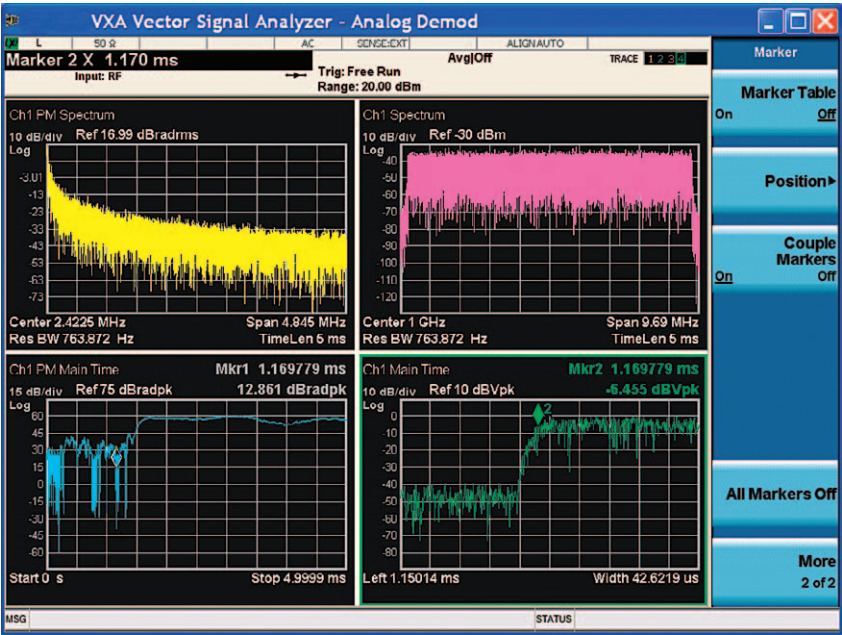 VXA Vector Signal Analyzer - Analog Demod
L 50 Ω AC SENSE:EXT ALIGNAUTO
Marker 2 X 1.170 ms
Input: RF
Trig: Free Run
Range: 20.00 dBm
Avg|Off
TRACE 1 2 3 4
Marker
Marker Table
On Off
Position
Couple Markers
On Off
All Markers Off
More
2 of 2
Ch1 PM Spectrum
10 dB/div Ref 16.99 dBradrms
Log
-3.01
-13
-23
-33
-43
-53
-63
-73
Center 2.4225 MHz Span 4.845 MHz
Res BW 763.872 Hz TimeLen 5 ms
Ch1 Spectrum
10 dB/div Ref -30 dBm
Log
-40
-50
-60
-70
-80
-90
-100
-110
-120
Center 1 GHz Span 9.69 MHz
Res BW 763.872 Hz TimeLen 5 ms
Ch1 PM Main Time Mkr1 1.169779 ms
15 dB/div Ref 75 dBradpk 12.861 dBradpk
Log
60
45
30
15
0
-15
-30
-45
-60
Start 0 s Stop 4.9999 ms
Ch1 Main Time Mkr2 1.169779 ms
10 dB/div Ref 10 dBVpk -6.455 dBVpk
Log
0
-10
-20
-30
-40
-50
-60
-70
-80
2
Left 1.15014 ms Width 42.6219 us
MSG STATUS